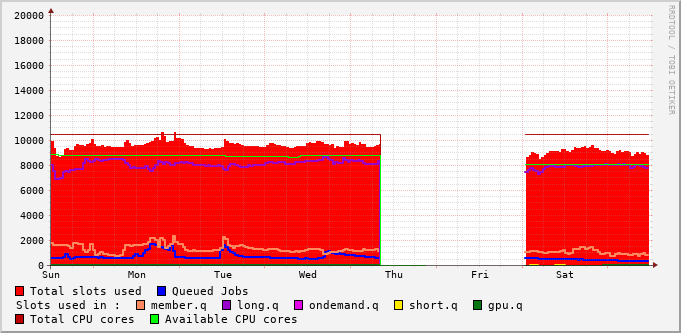 RRDTOOL / TOBI OETIKER
20000
18000
16000
14000
12000
10000
8000
6000
4000
2000
0
Sun Mon Tue Wed Thu Fri Sat
Total slots used Queued Jobs
Slots used in : member.q long.q ondemand.q short.q gpu.q
Total CPU cores Available CPU cores